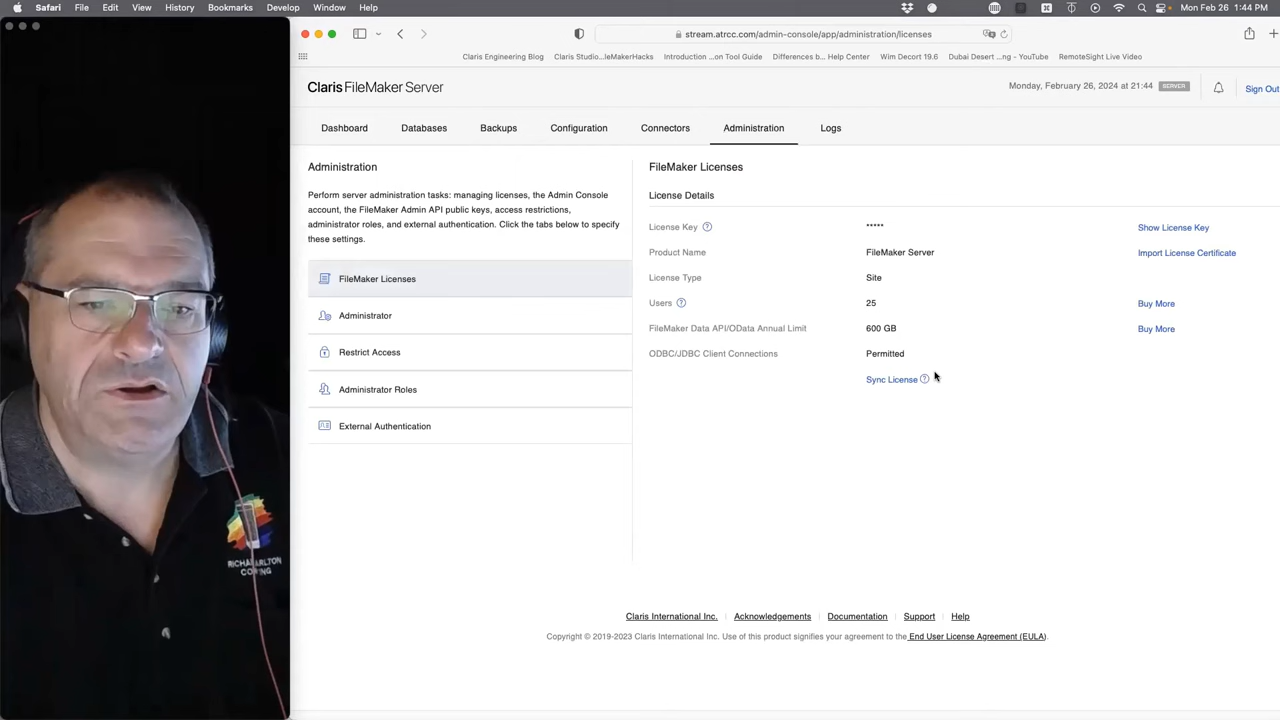 Safari File Edit View History Bookmarks Develop Window Help
Mon Feb 26 1:44 PM
stream.atrcc.com/admin-console/app/administration/licenses
Claris Engineering Blog Claris Studio...leMakerHacks Introduction ...on Tool Guide Differences b... Help Center Wim Decort 19.6 Dubai Desert ...ng - YouTube RemoteSight Live Video
Claris FileMaker Server
Monday, February 26, 2024 at 21:44 SERVER
Sign Out
Dashboard Databases Backups Configuration Connectors Administration Logs
Administration
Perform server administration tasks: managing licenses, the Admin Console
account, the FileMaker Admin API public keys, access restrictions,
administrator roles, and external authentication. Click the tabs below to specify
these settings.
FileMaker Licenses
Administrator
Restrict Access
Administrator Roles
External Authentication
FileMaker Licenses
License Details
License Key ? ***** Show License Key
Product Name FileMaker Server Import License Certificate
License Type Site
Users ? 25 Buy More
FileMaker Data API/OData Annual Limit 600 GB Buy More
ODBC/JDBC Client Connections Permitted
Sync License ?
Claris International Inc. Acknowledgements Documentation Support Help
Copyright © 2019-2023 Claris International Inc. Use of this product signifies your agreement to the End User License Agreement (EULA).